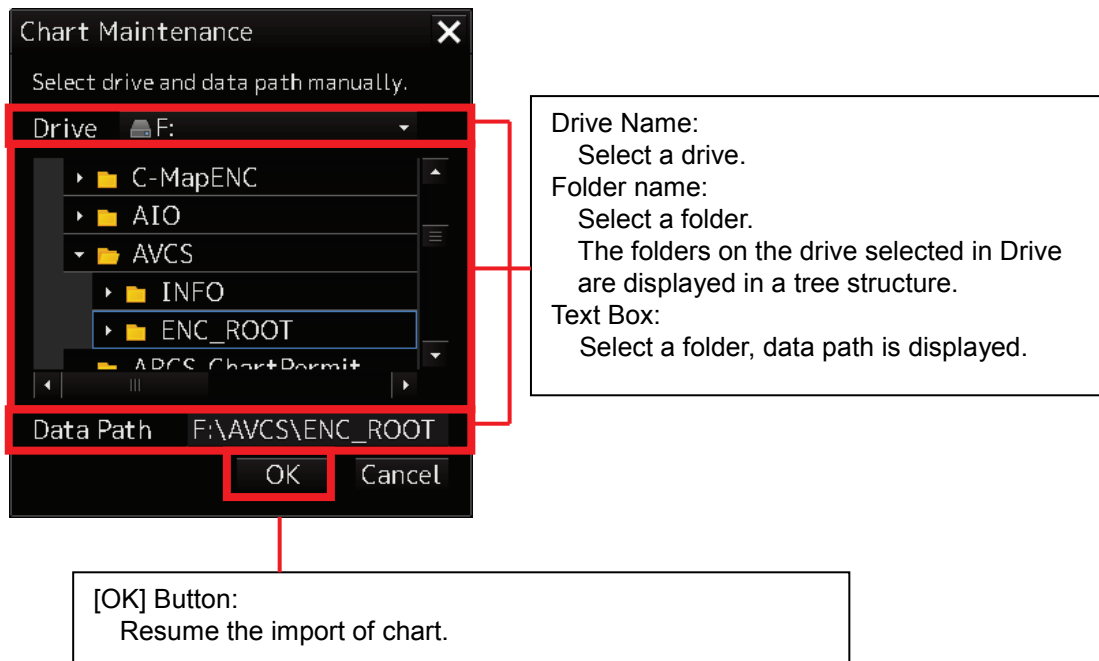 Chart Maintenance
Select drive and data path manually.
Drive F:
C-MapENC
AIO
AVCS
INFO
ENC_ROOT
ARCS_ChartPermit
Data Path F:\AVCS\ENC_ROOT
OK Cancel
Drive Name:
Select a drive.
Folder name:
Select a folder.
The folders on the drive selected in Drive
are displayed in a tree structure.
Text Box:
Select a folder, data path is displayed.
[OK] Button:
Resume the import of chart.